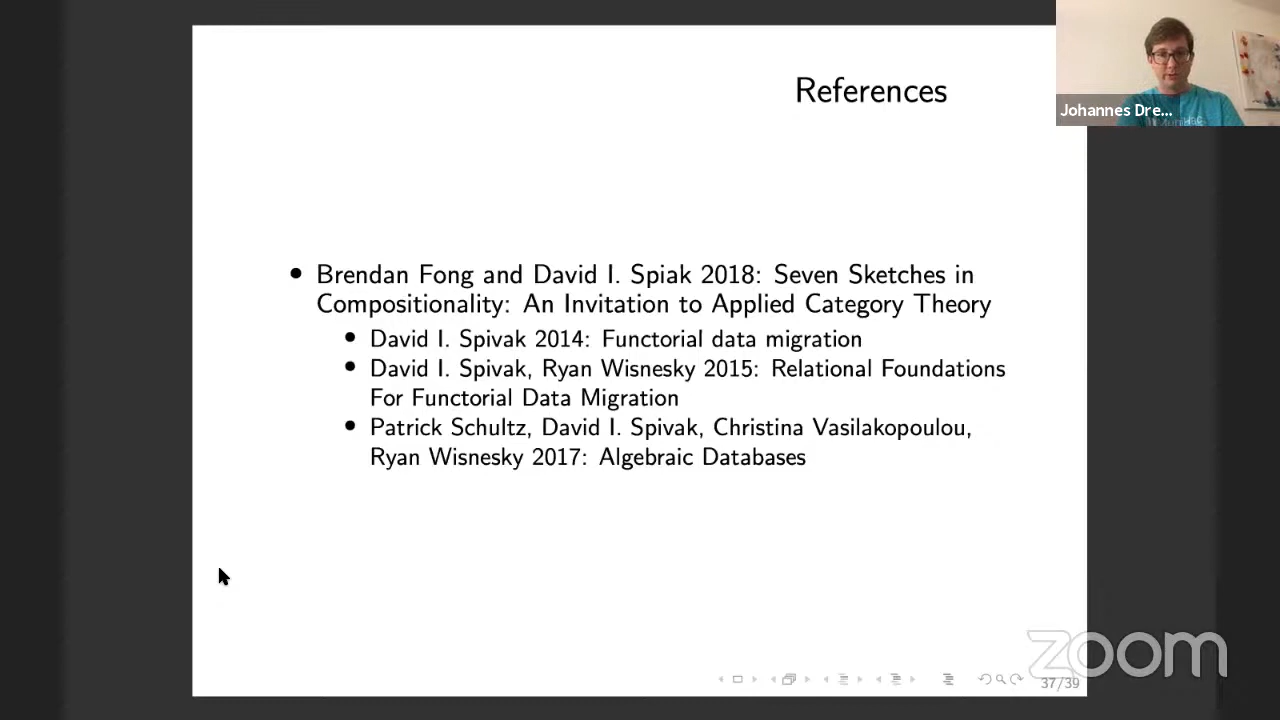 References
Johannes Dre...
• Brendan Fong and David I. Spiak 2018: Seven Sketches in
Compositionality: An Invitation to Applied Category Theory
• David I. Spivak 2014: Functorial data migration
• David I. Spivak, Ryan Wisnesky 2015: Relational Foundations
For Functorial Data Migration
• Patrick Schultz, David I. Spivak, Christina Vasilakopoulou,
Ryan Wisnesky 2017: Algebraic Databases
zoom
37/39